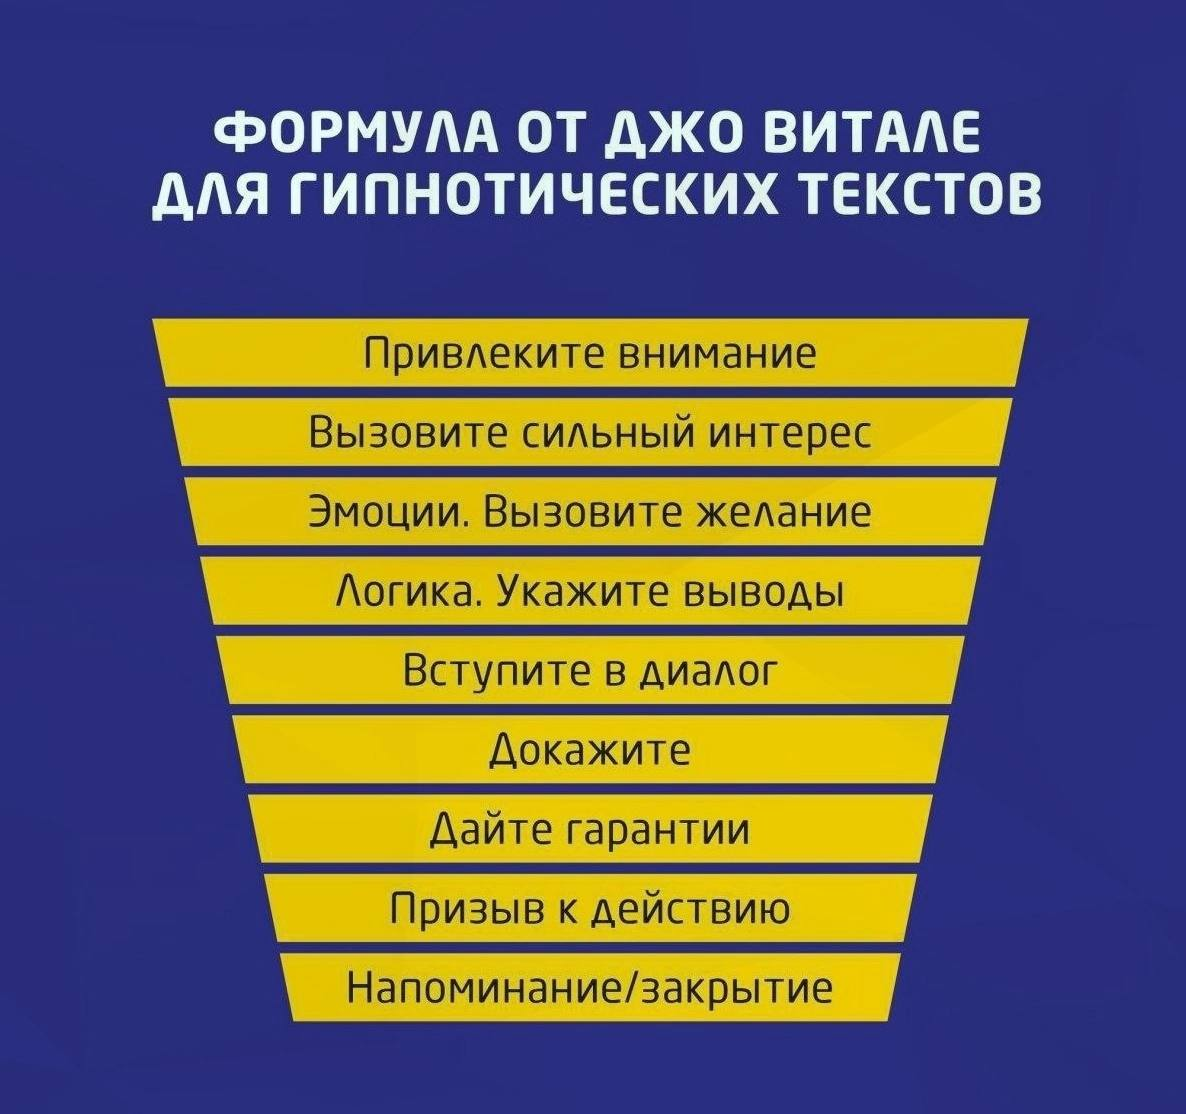 ФОРМУЛА ОТ ДЖО ВИТАЛЕ
ДЛЯ ГИПНОТИЧЕСКИХ ТЕКСТОВ
Привлеките внимание
Вызовите сильный интерес
Эмоции. Вызовите желание
Логика. Укажите выводы
Вступите в диалог
Докажите
Дайте гарантии
Призыв к действию
Напоминание/закрытие